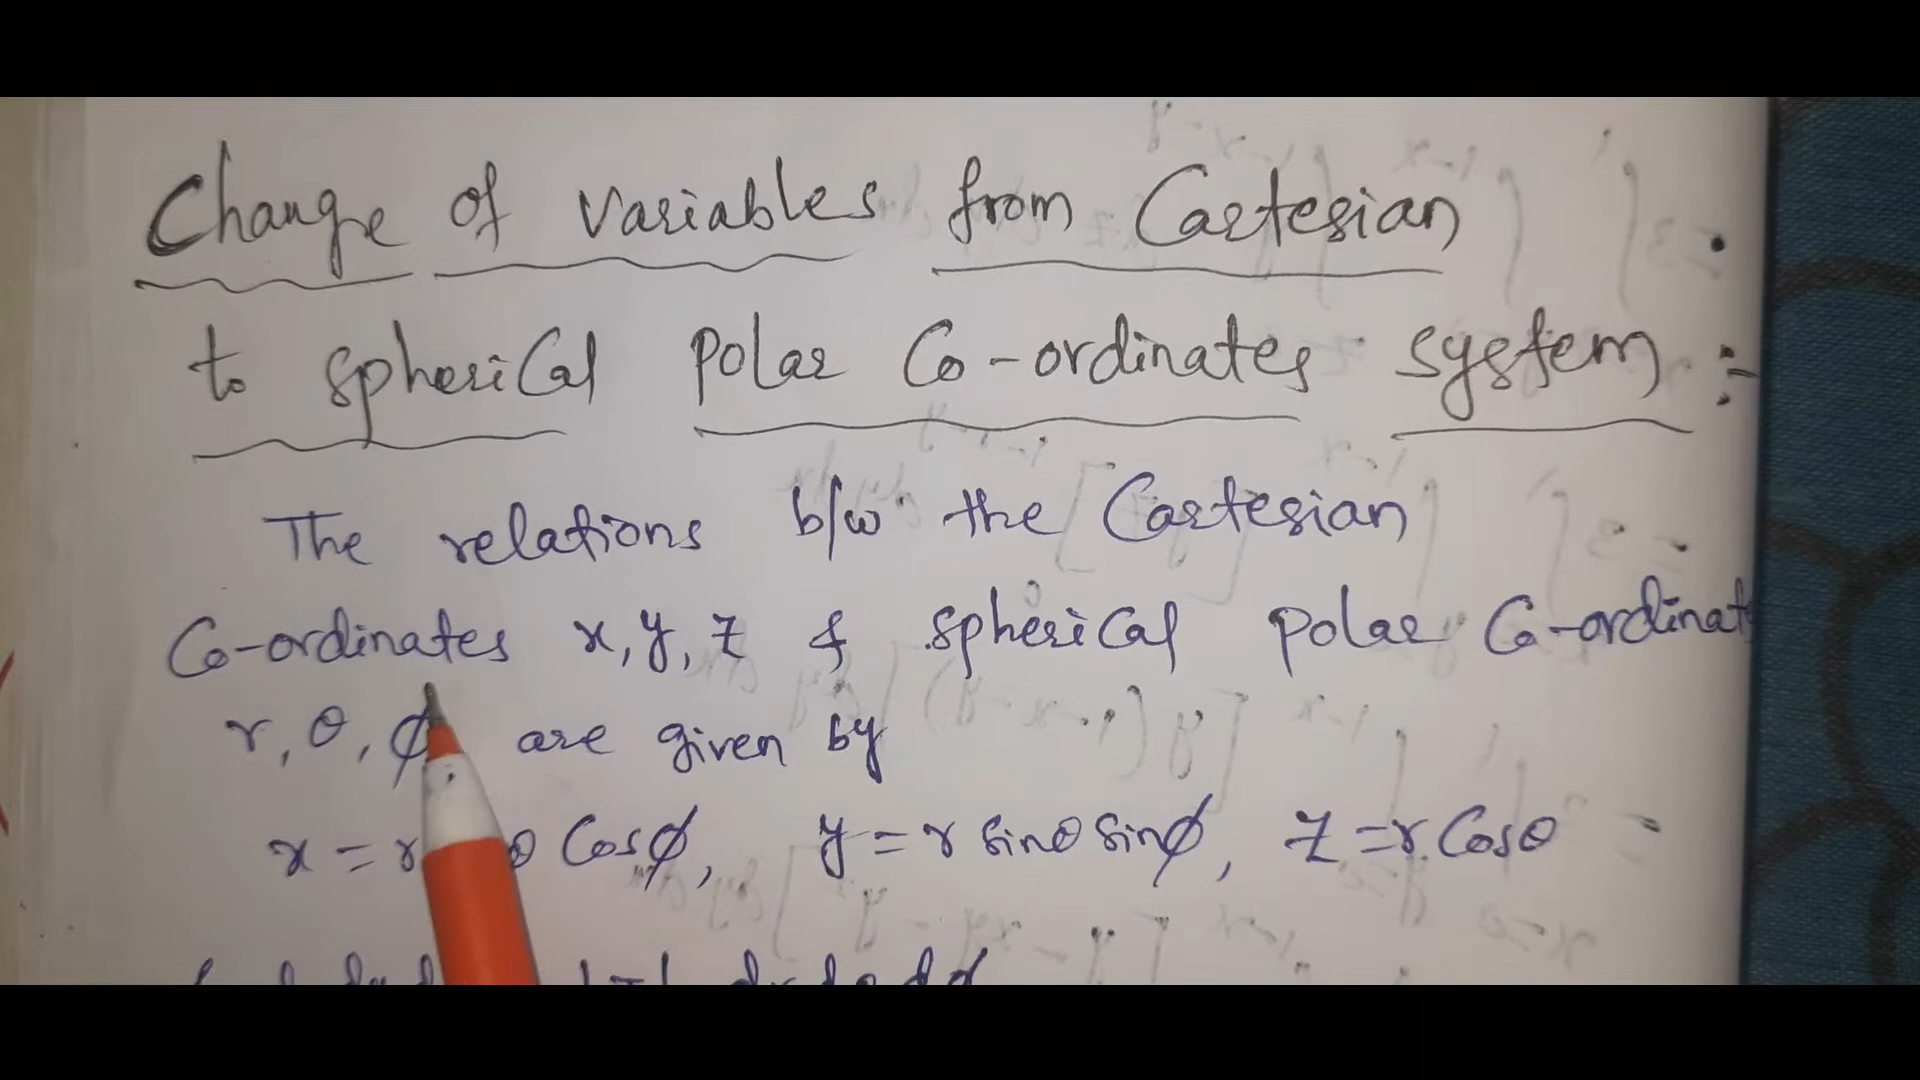 Change of variables from Cartesian
to spherical polar Co-ordinates system :-
The relations b/w the Cartesian
Co-ordinates x, y, z & spherical polar Co-ordinat
r, θ, ϕ are given by
x = r θ Cosϕ, y = r sinθ sinϕ, z = r Cosθ